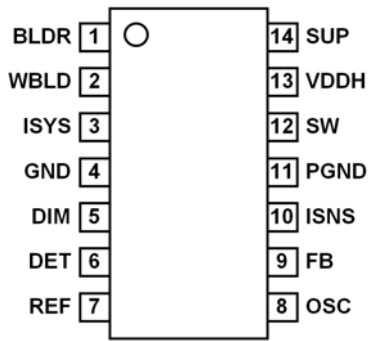 BLDR 1 14 SUP
WBLD 2 13 VDDH
ISYS 3 12 SW
GND 4 11 PGND
DIM 5 10 ISNS
DET 6 9 FB
REF 7 8 OSC